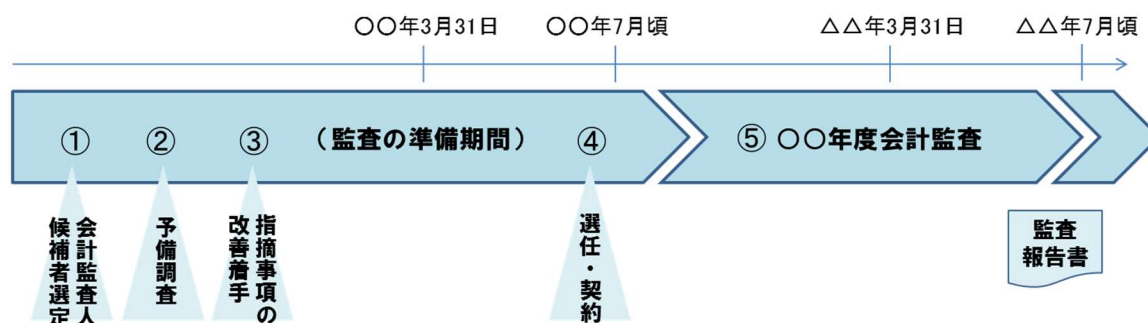 〇〇年3月31日
〇〇年7月頃
△△年3月31日
△△年7月頃
①
②
③
（監査の準備期間）
④
⑤ 〇〇年度会計監査
会計監査人
候補者選定
予備調査
指摘事項の
改善着手
選任・契約
監査
報告書